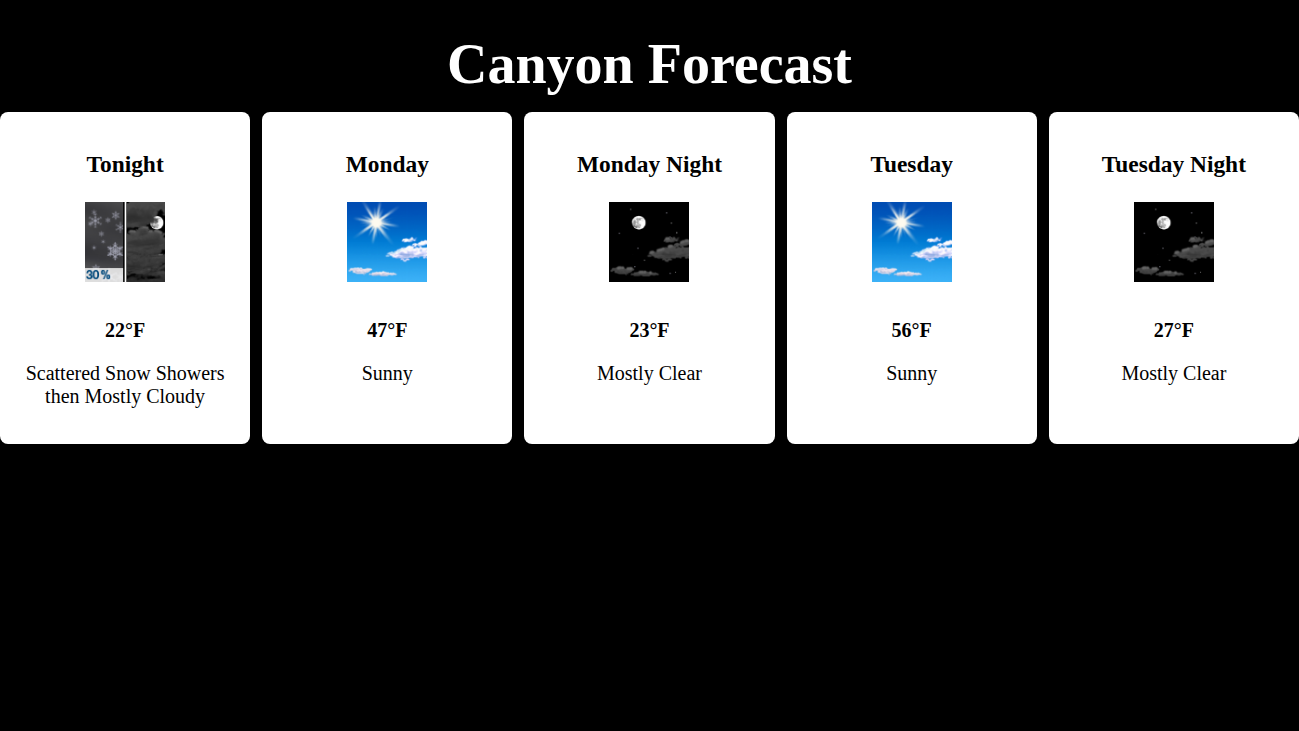 Canyon Forecast
Tonight
30%
22°F
Scattered Snow Showers
then Mostly Cloudy
Monday
47°F
Sunny
Monday Night
23°F
Mostly Clear
Tuesday
56°F
Sunny
Tuesday Night
27°F
Mostly Clear